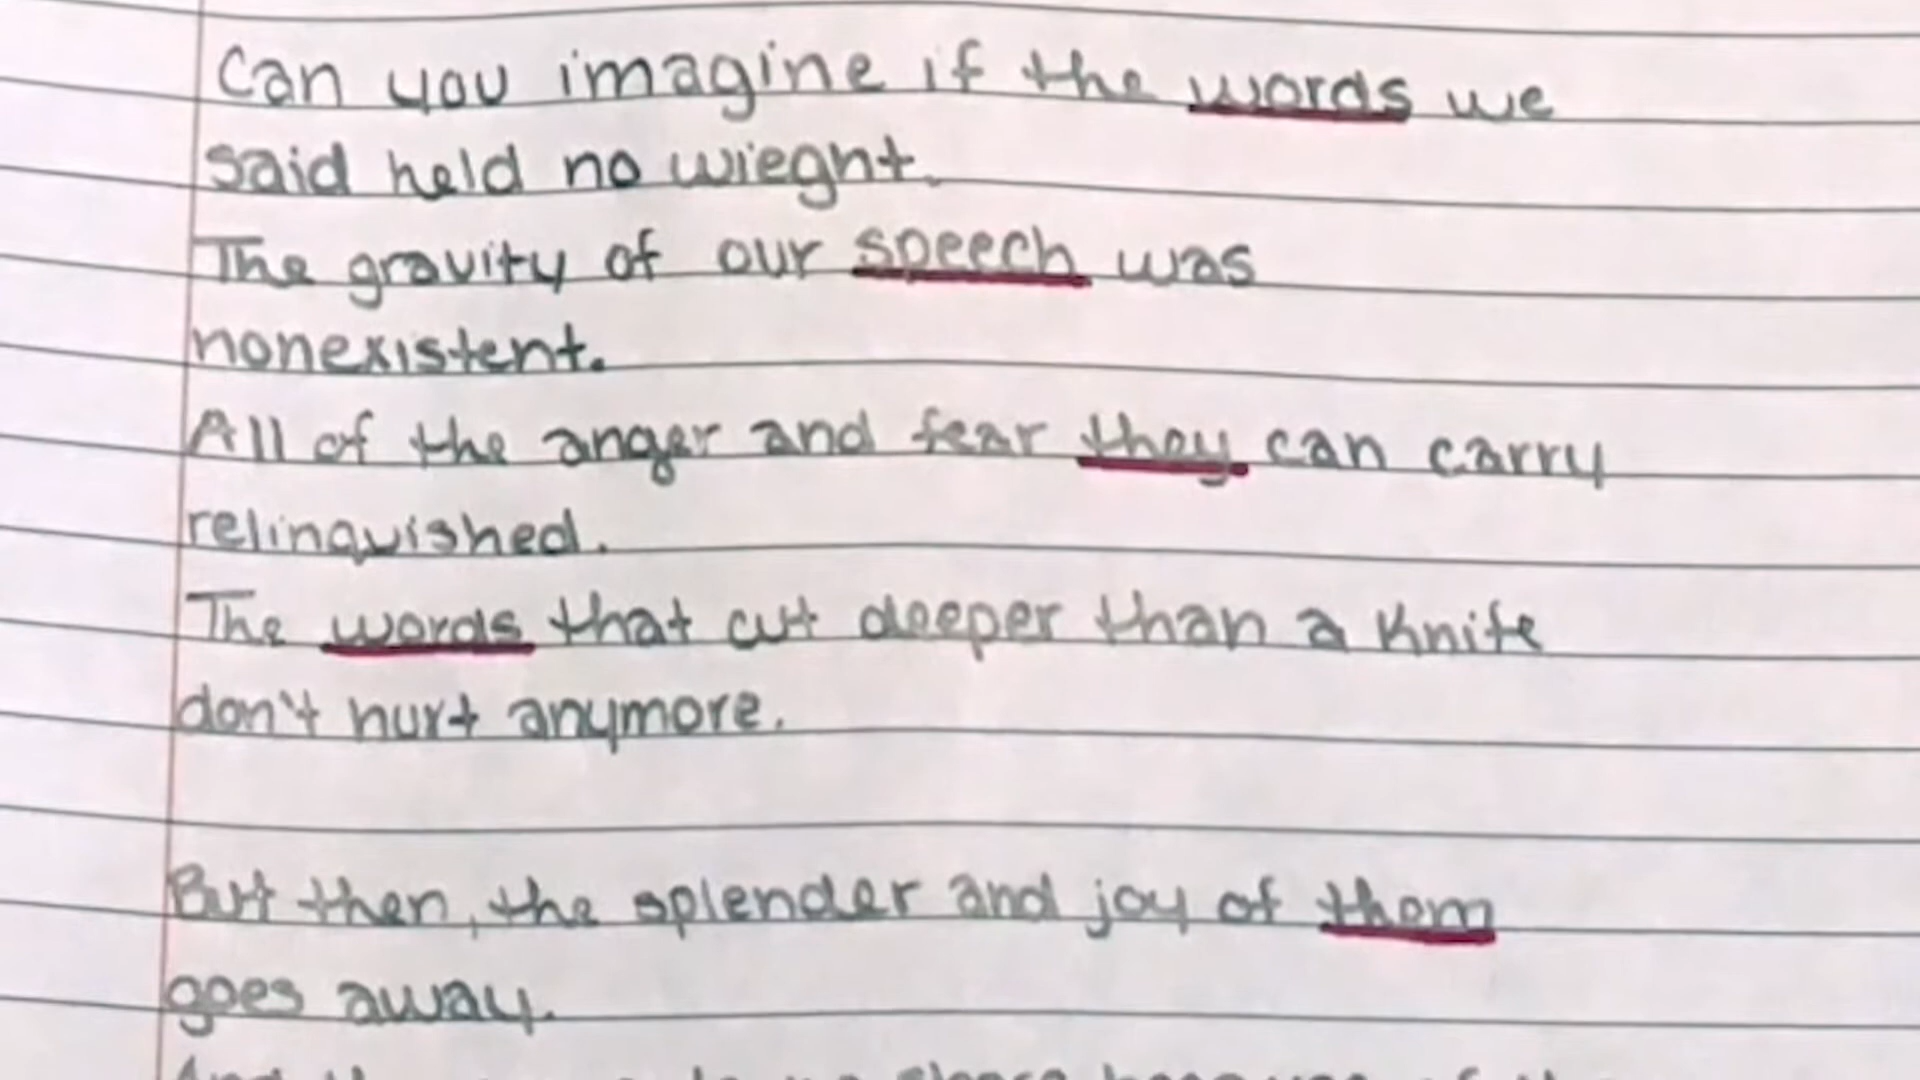 Can you imagine if the words we
said held no wieght.
The gravity of our speech was
nonexistent.
All of the anger and fear they can carry
relinquished.
The words that cut deeper than a knife
don't hurt anymore.
But then, the splender and joy of them
goes away.